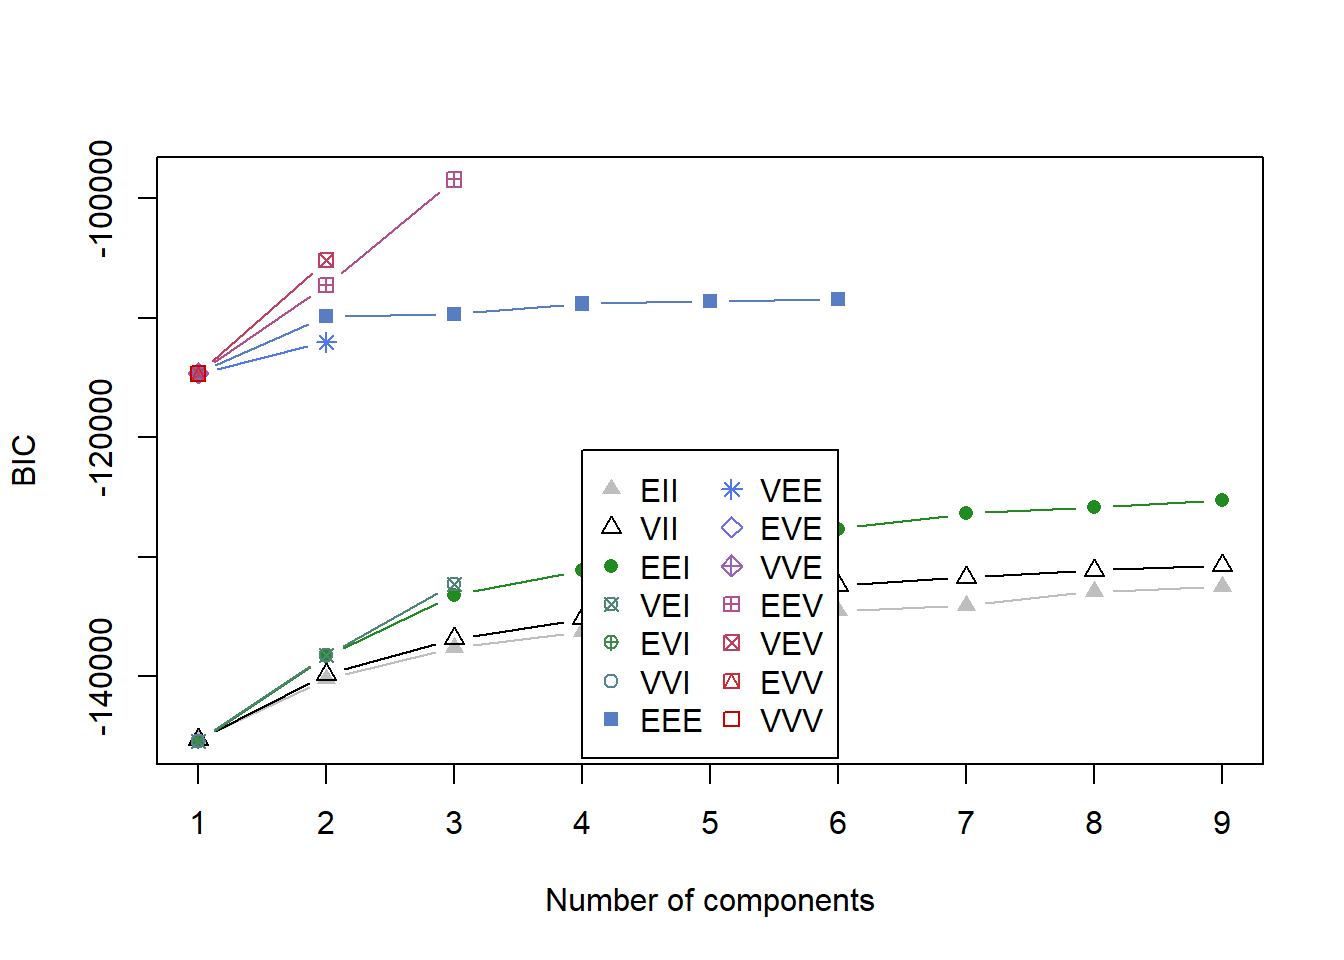 BIC
-100000
-120000
-140000
EII VEE
VII EVE
EEI VVE
VEI EEV
EVI VEV
VVI EVV
EEE VVV
1 2 3 4 5 6 7 8 9
Number of components